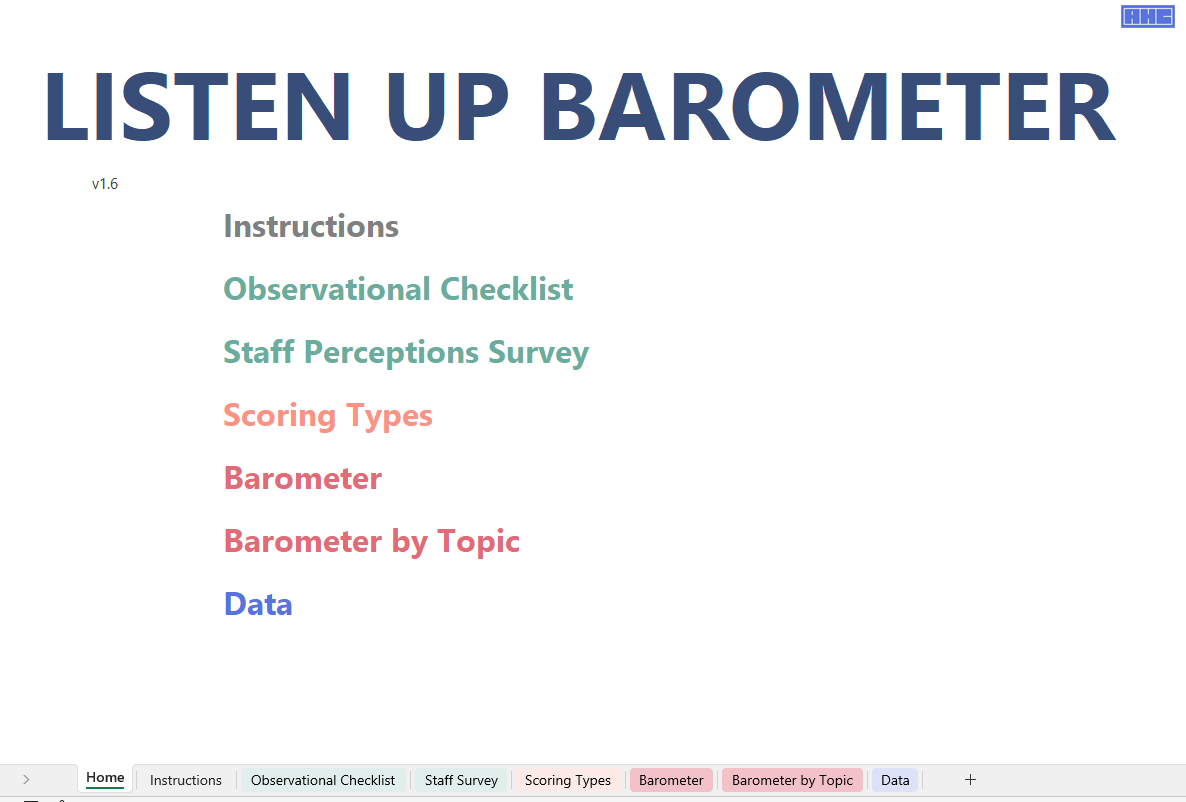 AHC
LISTEN UP BAROMETER
v1.6
Instructions
Observational Checklist
Staff Perceptions Survey
Scoring Types
Barometer
Barometer by Topic
Data
Home Instructions Observational Checklist Staff Survey Scoring Types Barometer Barometer by Topic Data